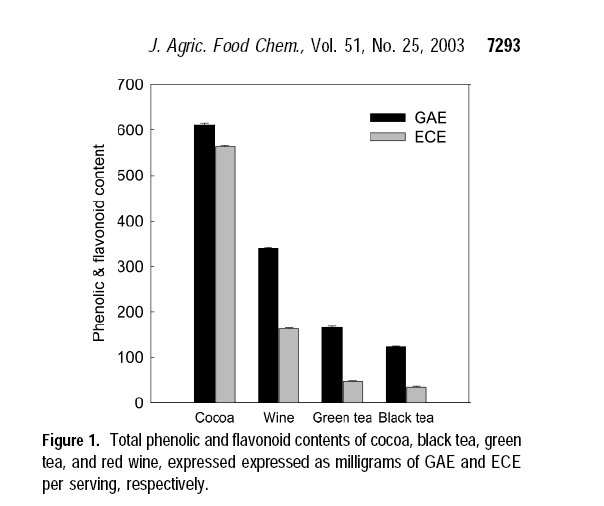 J. Agric. Food Chem., Vol. 51, No. 25, 2003 7293
700
600
500
400
300
200
100
0
Phenolic & flavonoid content
GAE
ECE
Cocoa Wine Green tea Black tea
Figure 1. Total phenolic and flavonoid contents of cocoa, black tea, green
tea, and red wine, expressed expressed as milligrams of GAE and ECE
per serving, respectively.